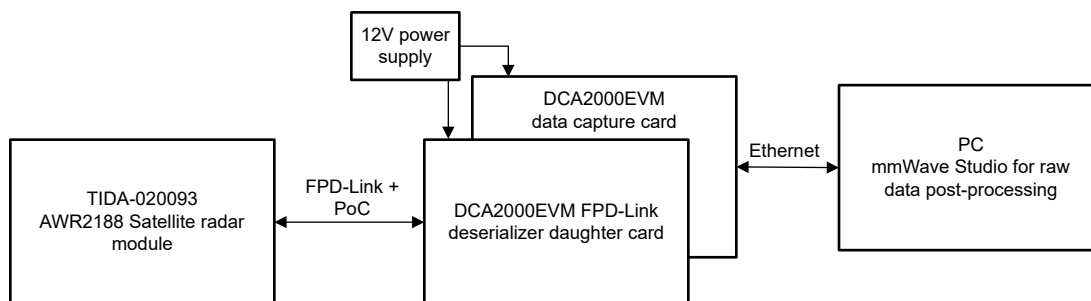 12V power
supply
DCA2000EVM
data capture card
Ethernet
PC
mmWave Studio for raw
data post-processing
FPD-Link +
PoC
TIDA-020093
AWR2188 Satellite radar
module
DCA2000EVM FPD-Link
deserializer daughter card